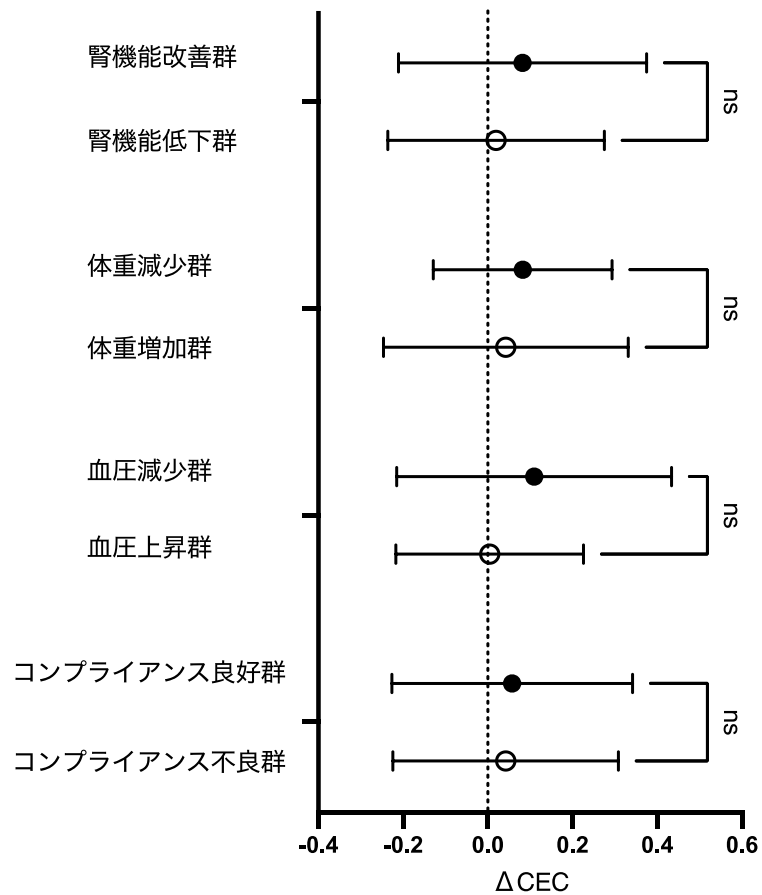 腎機能改善群
ns
腎機能低下群
体重減少群
ns
体重増加群
血圧減少群
ns
血圧上昇群
コンプライアンス良好群
ns
コンプライアンス不良群
-0.4 -0.2 0.0 0.2 0.4 0.6
Δ CEC